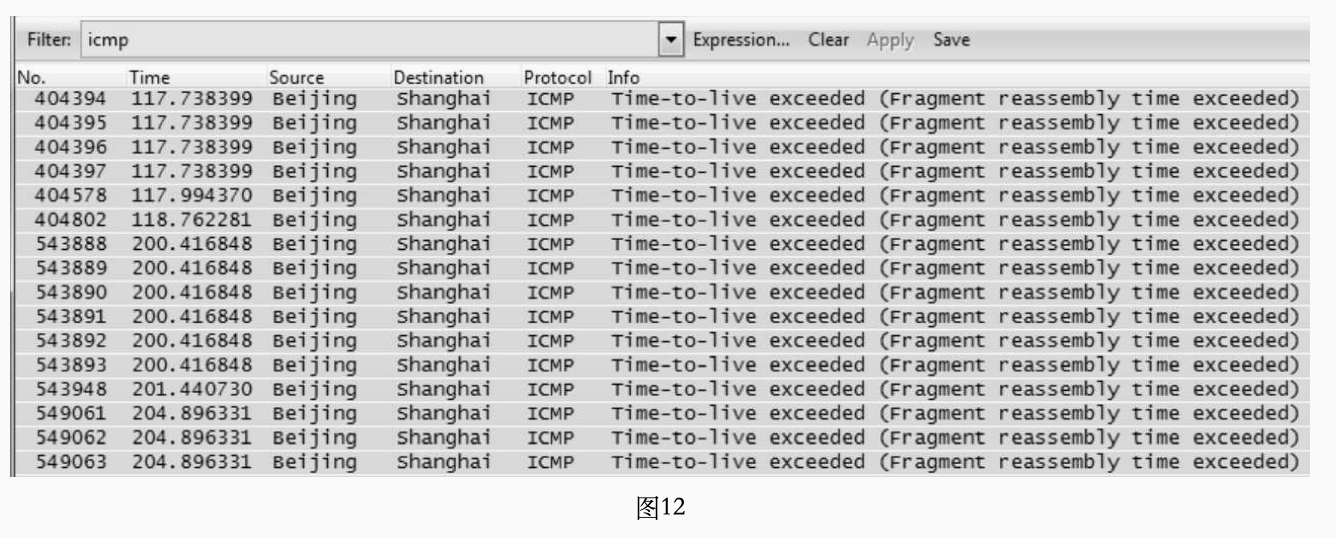 Filter: icmp Expression... Clear Apply Save
No. Time Source Destination Protocol Info
404394 117.738399 Beijing Shanghai ICMP Time-to-live exceeded (Fragment reassembly time exceeded)
404395 117.738399 Beijing Shanghai ICMP Time-to-live exceeded (Fragment reassembly time exceeded)
404396 117.738399 Beijing Shanghai ICMP Time-to-live exceeded (Fragment reassembly time exceeded)
404397 117.738399 Beijing Shanghai ICMP Time-to-live exceeded (Fragment reassembly time exceeded)
404578 117.994370 Beijing Shanghai ICMP Time-to-live exceeded (Fragment reassembly time exceeded)
404802 118.762281 Beijing Shanghai ICMP Time-to-live exceeded (Fragment reassembly time exceeded)
543888 200.416848 Beijing Shanghai ICMP Time-to-live exceeded (Fragment reassembly time exceeded)
543889 200.416848 Beijing Shanghai ICMP Time-to-live exceeded (Fragment reassembly time exceeded)
543890 200.416848 Beijing Shanghai ICMP Time-to-live exceeded (Fragment reassembly time exceeded)
543891 200.416848 Beijing Shanghai ICMP Time-to-live exceeded (Fragment reassembly time exceeded)
543892 200.416848 Beijing Shanghai ICMP Time-to-live exceeded (Fragment reassembly time exceeded)
543893 200.416848 Beijing Shanghai ICMP Time-to-live exceeded (Fragment reassembly time exceeded)
543948 201.440730 Beijing Shanghai ICMP Time-to-live exceeded (Fragment reassembly time exceeded)
549061 204.896331 Beijing Shanghai ICMP Time-to-live exceeded (Fragment reassembly time exceeded)
549062 204.896331 Beijing Shanghai ICMP Time-to-live exceeded (Fragment reassembly time exceeded)
549063 204.896331 Beijing Shanghai ICMP Time-to-live exceeded (Fragment reassembly time exceeded)
图12